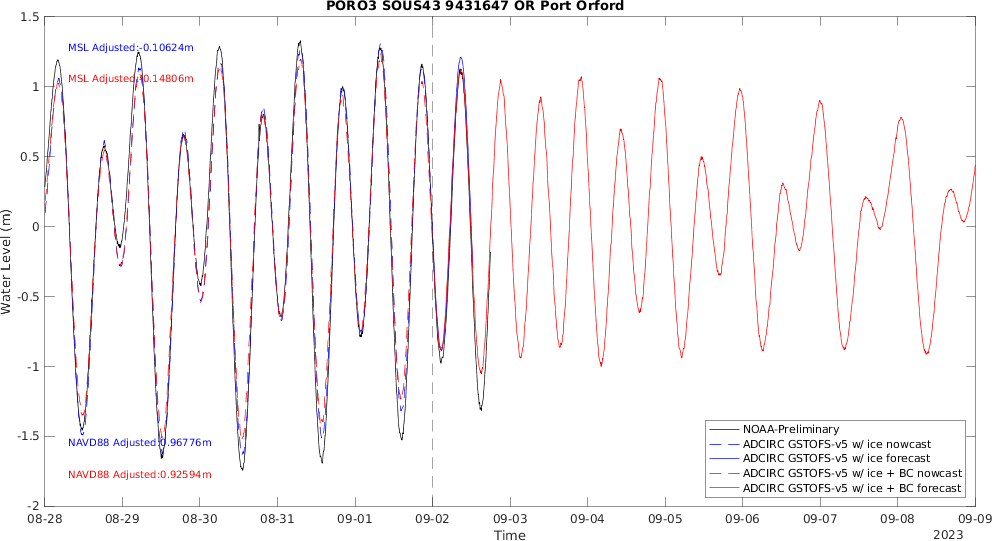 PORO3 SOUS43 9431647 OR Port Orford
MSL Adjusted:-0.10624m
MSL Adjusted:-0.14806m
NAVD88 Adjusted:0.96776m
NAVD88 Adjusted:0.92594m
Water Level (m)
1.5
1
0.5
0
-0.5
-1
-1.5
-2
NOAA-Preliminary
ADCIRC GSTOFS-v5 w/ ice nowcast
ADCIRC GSTOFS-v5 w/ ice forecast
ADCIRC GSTOFS-v5 w/ ice + BC nowcast
ADCIRC GSTOFS-v5 w/ ice + BC forecast
08-28 08-29 08-30 08-31 09-01 09-02 09-03 09-04 09-05 09-06 09-07 09-08 09-09
Time
2023